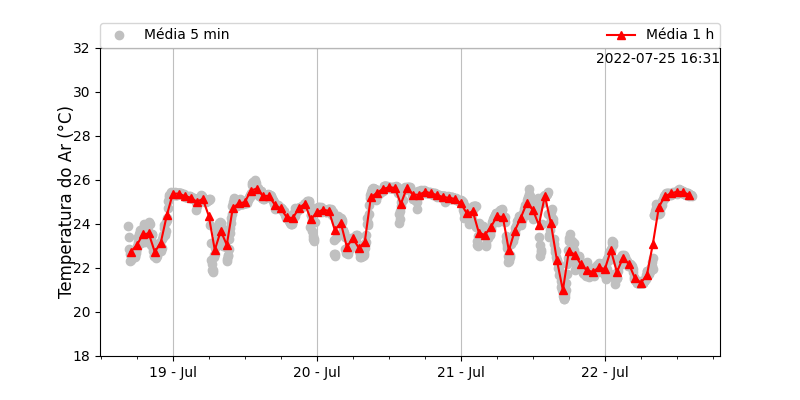 Média 5 min
Média 1 h
2022-07-25 16:31
Temperatura do Ar (°C)
32
30
28
26
24
22
20
18
19 - Jul
20 - Jul
21 - Jul
22 - Jul